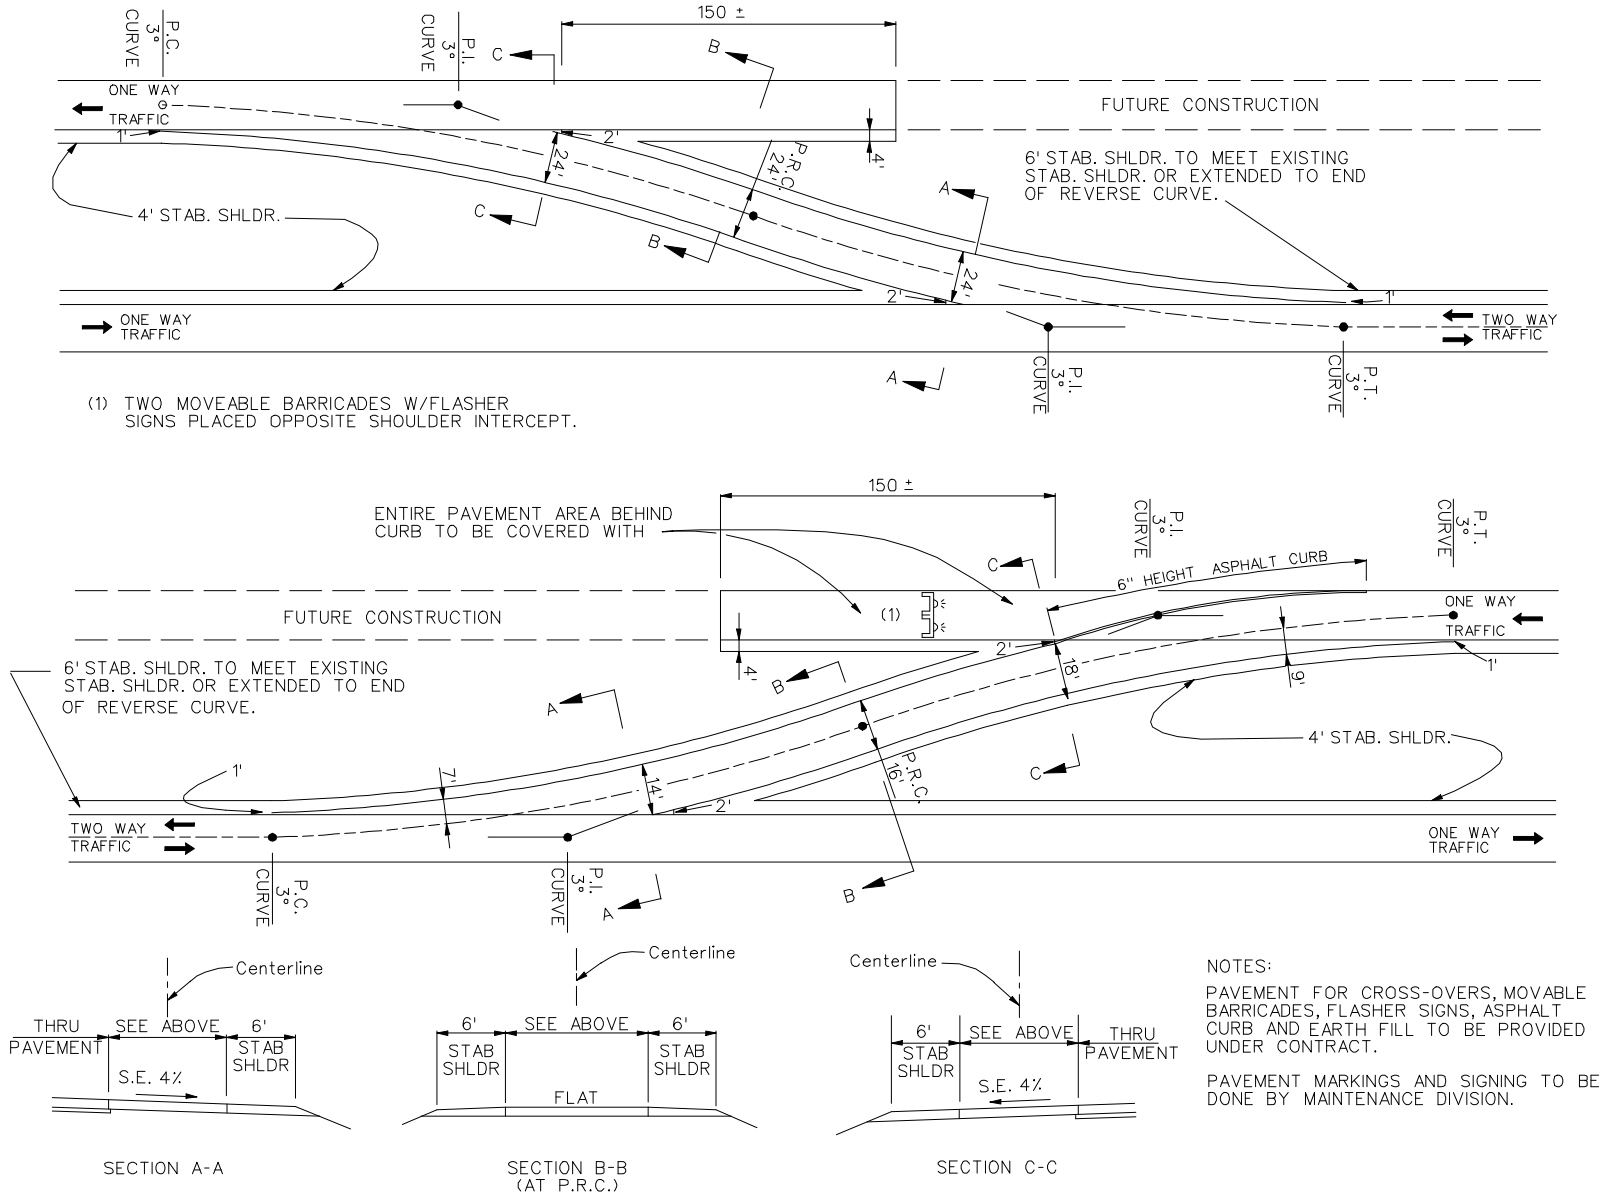 150 ±
P.C.
3°
CURVE
P.I.
3°
CURVE
C
B
ONE WAY
TRAFFIC
FUTURE CONSTRUCTION
1'
2'
4'
24'
P.R.C.
24'
6' STAB. SHLDR. TO MEET EXISTING
STAB. SHLDR. OR EXTENDED TO END
OF REVERSE CURVE.
A
C
4' STAB. SHLDR.
B
24'
2'
1'
ONE WAY
TRAFFIC
TWO WAY
TRAFFIC
A
P.I.
3°
CURVE
P.T.
3°
CURVE
(1) TWO MOVEABLE BARRICADES W/FLASHER
SIGNS PLACED OPPOSITE SHOULDER INTERCEPT.
150 ±
ENTIRE PAVEMENT AREA BEHIND
CURB TO BE COVERED WITH
P.I.
3°
CURVE
P.T.
3°
CURVE
C
6" HEIGHT ASPHALT CURB
FUTURE CONSTRUCTION
(1)
ONE WAY
TRAFFIC
2'
1'
4'
18'
9'
6' STAB. SHLDR. TO MEET EXISTING
STAB. SHLDR. OR EXTENDED TO END
OF REVERSE CURVE.
B
A
4' STAB. SHLDR.
C
1'
7'
14'
P.R.C.
16'
2'
TWO WAY
TRAFFIC
ONE WAY
TRAFFIC
P.C.
3°
CURVE
P.I.
3°
CURVE
A
B
Centerline
THRU
PAVEMENT
SEE ABOVE
6'
STAB
SHLDR
S.E. 4%
SECTION A-A
Centerline
6'
STAB
SHLDR
SEE ABOVE
6'
STAB
SHLDR
FLAT
SECTION B-B
(AT P.R.C.)
Centerline
6'
STAB
SHLDR
SEE ABOVE
THRU
PAVEMENT
S.E. 4%
SECTION C-C
NOTES:
PAVEMENT FOR CROSS-OVERS, MOVABLE
BARRICADES, FLASHER SIGNS, ASPHALT
CURB AND EARTH FILL TO BE PROVIDED
UNDER CONTRACT.
PAVEMENT MARKINGS AND SIGNING TO BE
DONE BY MAINTENANCE DIVISION.